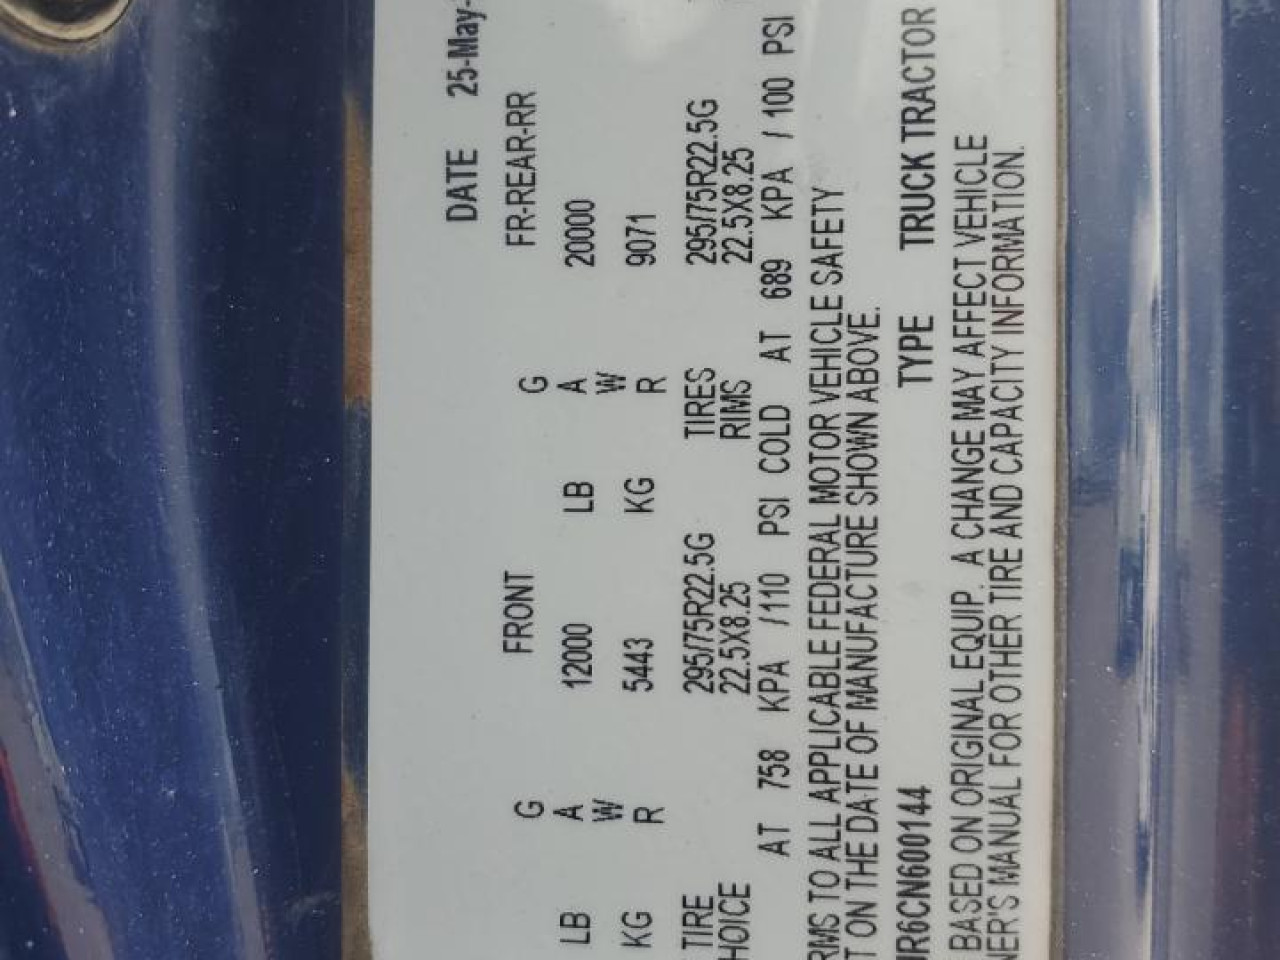 DATE 25-May-
G FRONT G FR-REAR-RR
LB A 12000 LB A 20000
W W
KG R 5443 KG R 9071
TIRE 295/75R22.5G TIRES 295/75R22.5G
HOICE 22.5X8.25 RIMS 22.5X8.25
AT 758 KPA /110 PSI COLD AT 689 KPA / 100 PSI
RMS TO ALL APPLICABLE FEDERAL MOTOR VEHICLE SAFETY
T ON THE DATE OF MANUFACTURE SHOWN ABOVE.
R6CN600144 TYPE TRUCK TRACTOR
BASED ON ORIGINAL EQUIP. A CHANGE MAY AFFECT VEHICLE
NER'S MANUAL FOR OTHER TIRE AND CAPACITY INFORMATION.